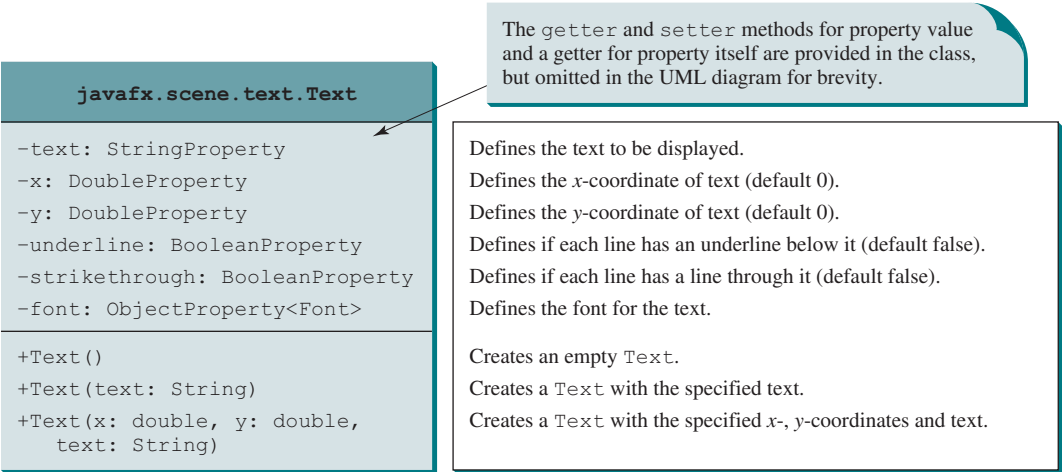 The getter and setter methods for property value
and a getter for property itself are provided in the class,
but omitted in the UML diagram for brevity.
javafx.scene.text.Text
-text: StringProperty
-x: DoubleProperty
-y: DoubleProperty
-underline: BooleanProperty
-strikethrough: BooleanProperty
-font: ObjectProperty<Font>
Defines the text to be displayed.
Defines the x-coordinate of text (default 0).
Defines the y-coordinate of text (default 0).
Defines if each line has an underline below it (default false).
Defines if each line has a line through it (default false).
Defines the font for the text.
+Text()
+Text(text: String)
+Text(x: double, y: double,
text: String)
Creates an empty Text.
Creates a Text with the specified text.
Creates a Text with the specified x-, y-coordinates and text.